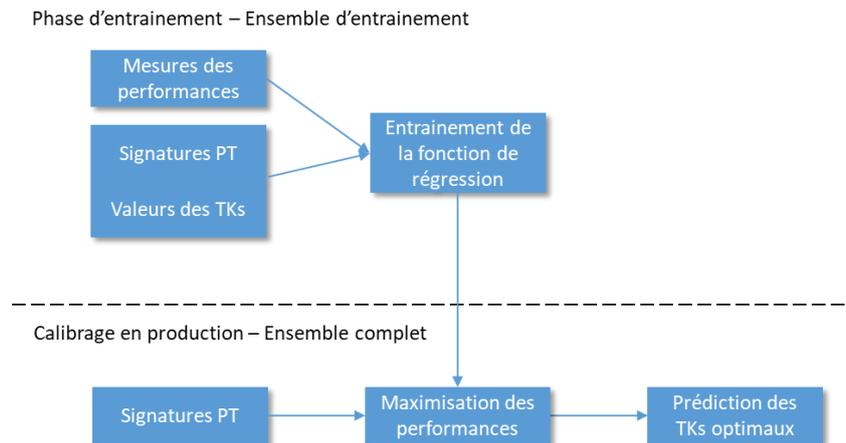 Phase d'entrainement – Ensemble d'entrainement
Mesures des
performances
Signatures PT
Valeurs des TKs
Entrainement de
la fonction de
régression
Calibrage en production – Ensemble complet
Signatures PT
Maximisation des
performances
Prédiction des
TKs optimaux